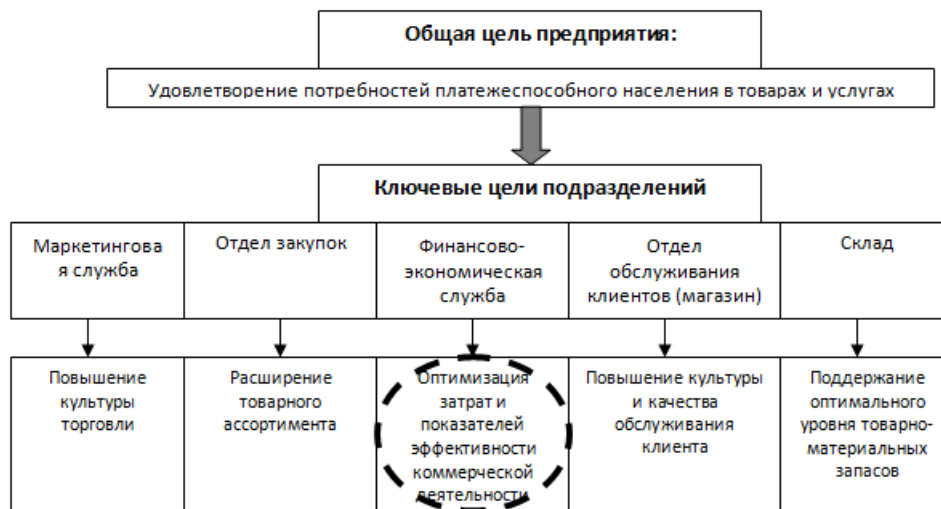 Общая цель предприятия:
Удовлетворение потребностей платежеспособного населения в товарах и услугах
Ключевые цели подразделений
Маркетингова
я служба
Отдел закупок
Финансово-
экономическая
служба
Отдел
обслуживания
клиентов (магазин)
Склад
Повышение
культуры
торговли
Расширение
товарного
ассортимента
Оптимизация
затрат и
показателей
эффективности
коммерческой
деятельности
Повышение культуры
и качества
обслуживания
клиента
Поддержание
оптимального
уровня товарно-
материальных
запасов